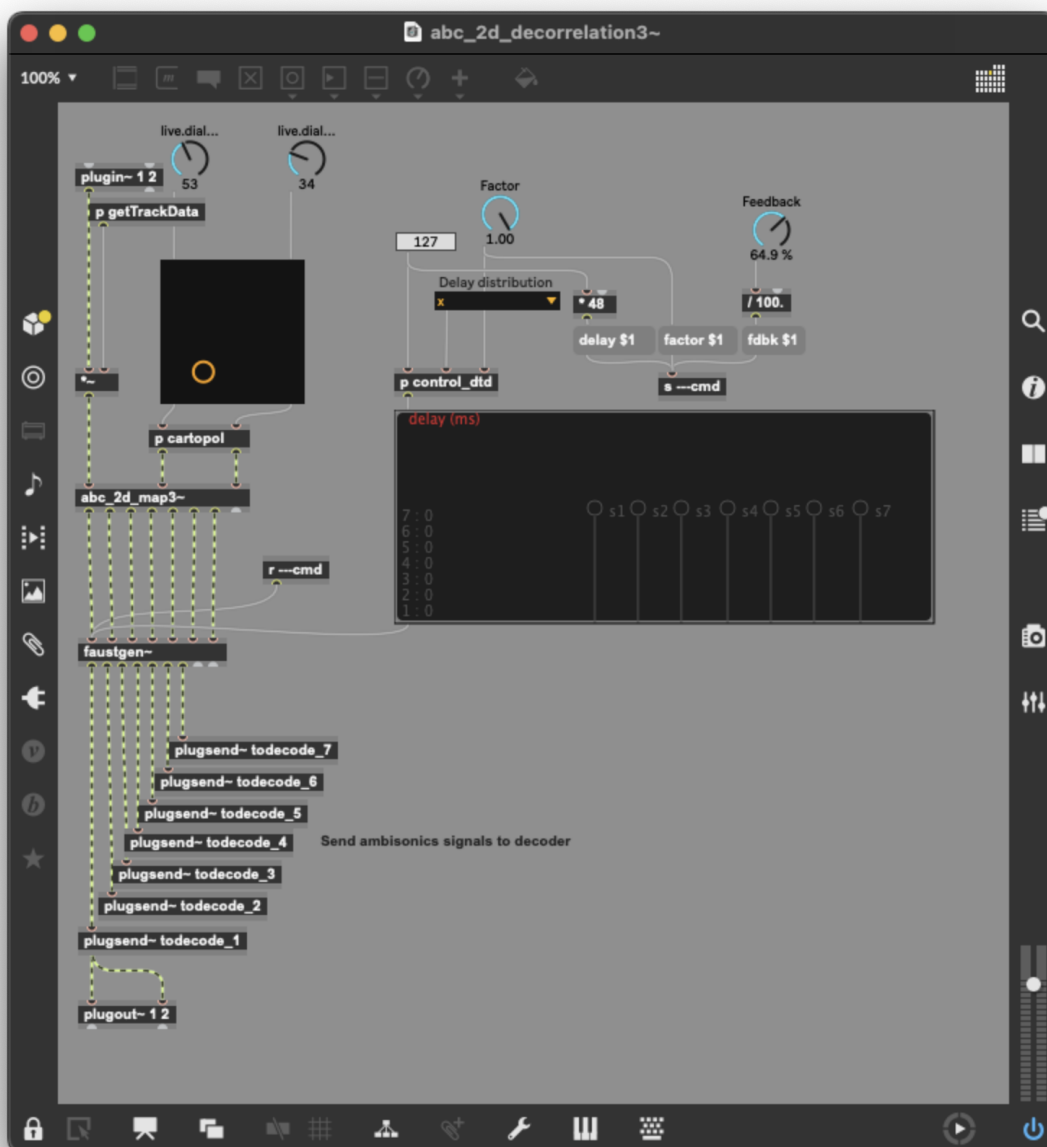 abc_2d_decorrelation3~
100%
live.dial...
live.dial...
plugin~ 1 2
53
34
p getTrackData
Factor
127
1.00
Feedback
64.9 %
Delay distribution
x
* 48
/ 100.
delay $1
factor $1
fdbk $1
*~
p control_dtd
s ---cmd
delay (ms)
p cartopol
abc_2d_map3~
s1
s2
s3
s4
s5
s6
s7
7 : 0
6 : 0
5 : 0
4 : 0
3 : 0
2 : 0
1 : 0
r ---cmd
faustgen~
plugsend~ todecode_7
plugsend~ todecode_6
plugsend~ todecode_5
plugsend~ todecode_4
Send ambisonics signals to decoder
plugsend~ todecode_3
plugsend~ todecode_2
plugsend~ todecode_1
plugout~ 1 2